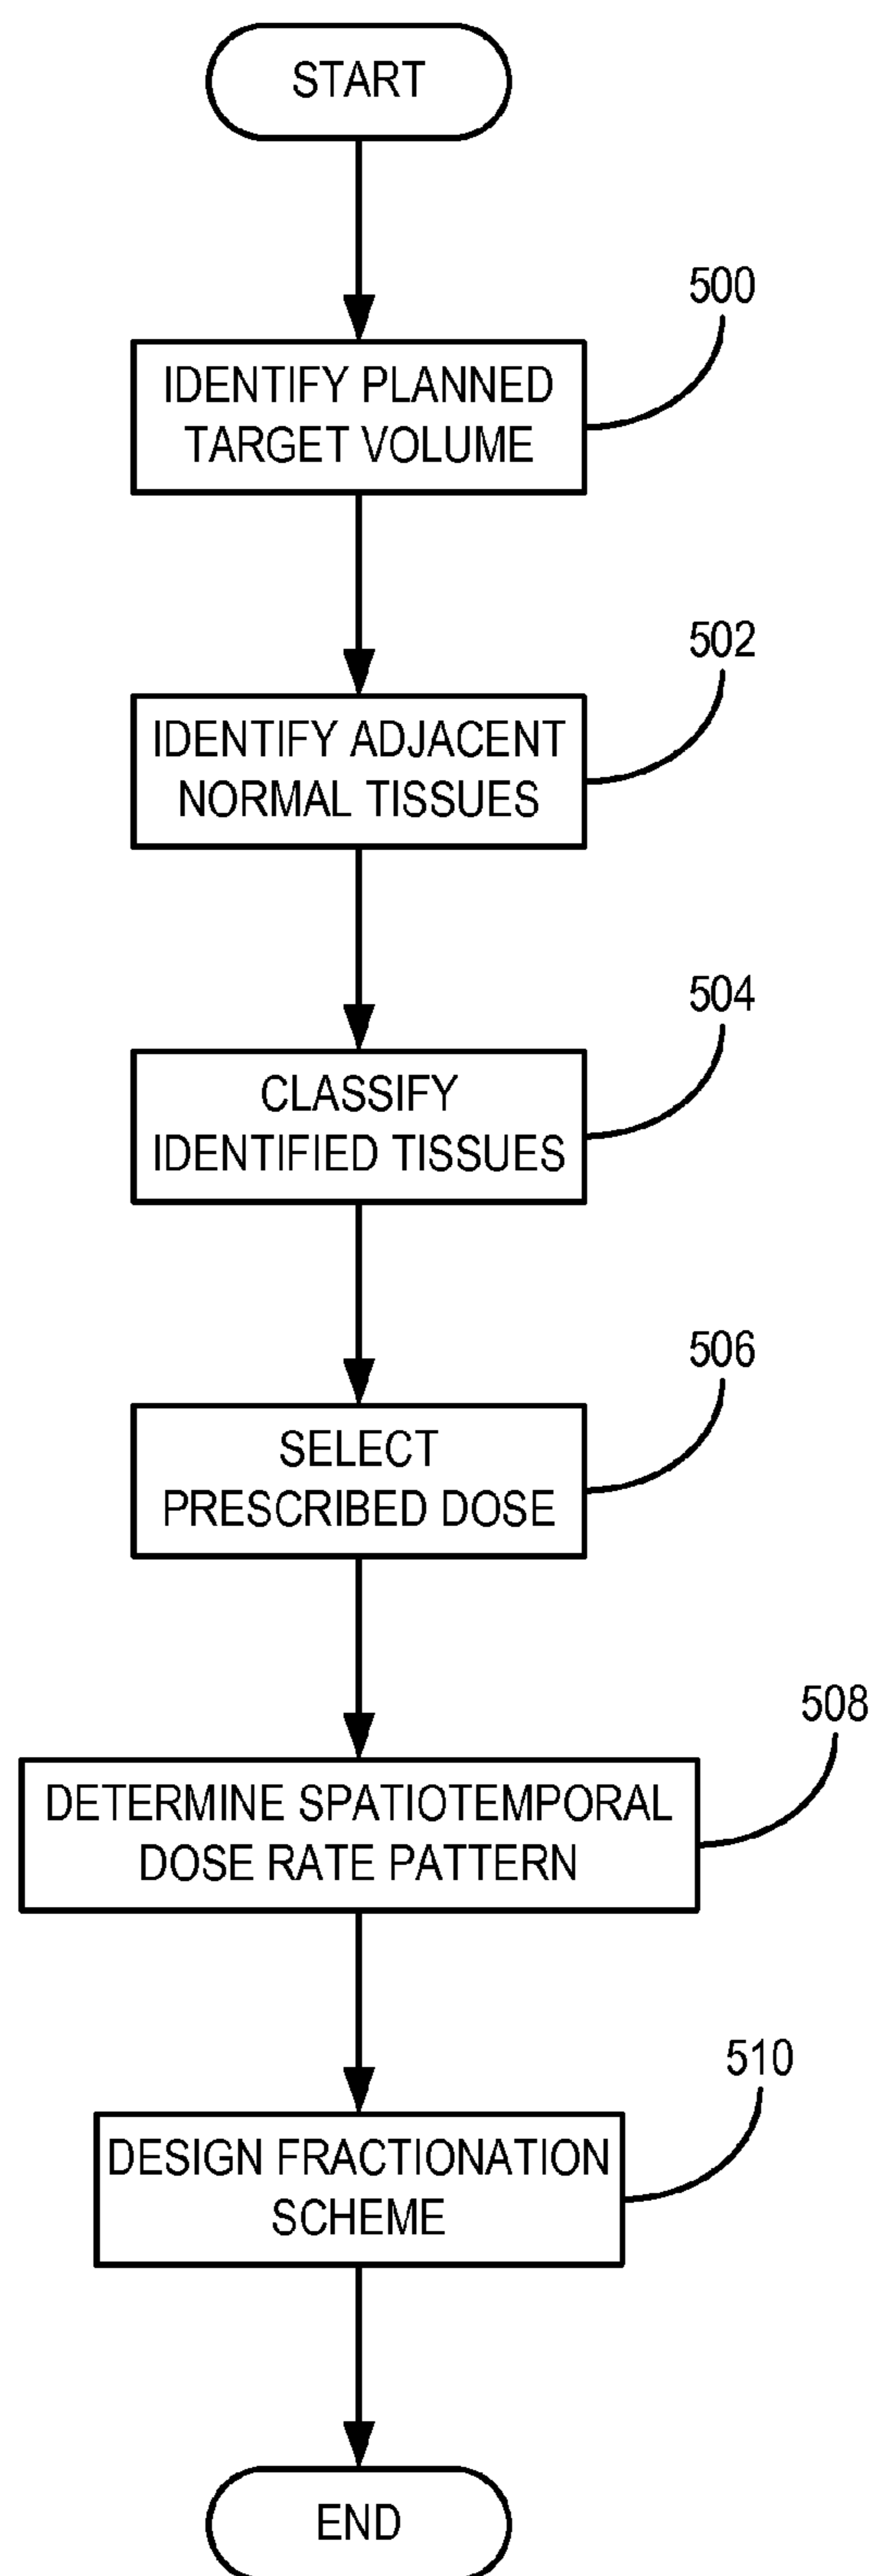 START
500
IDENTIFY PLANNED
TARGET VOLUME
502
IDENTIFY ADJACENT
NORMAL TISSUES
504
CLASSIFY
IDENTIFIED TISSUES
506
SELECT
PRESCRIBED DOSE
508
DETERMINE SPATIOTEMPORAL
DOSE RATE PATTERN
510
DESIGN FRACTIONATION
SCHEME
END